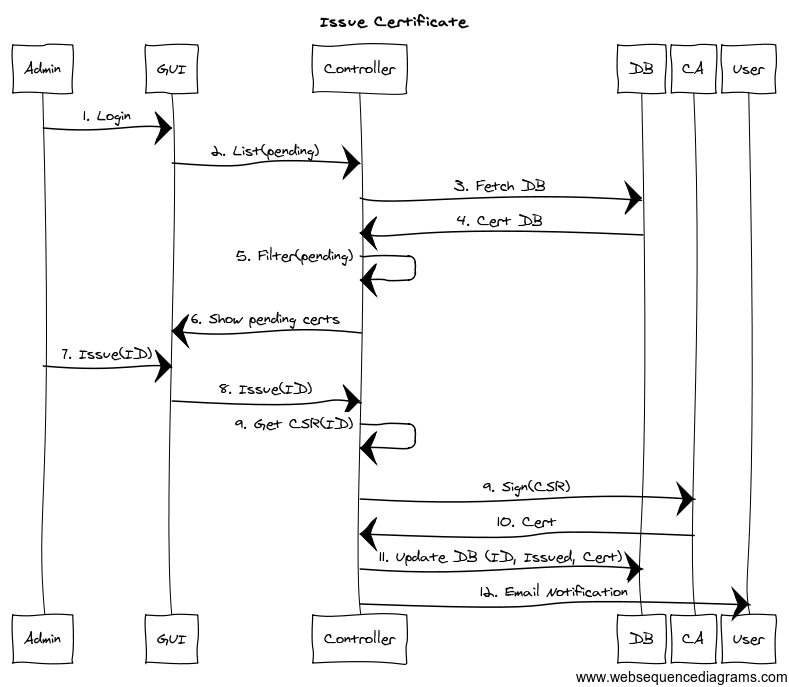 Issue Certificate
Admin
GUI
Controller
DB
CA
User
1. Login
2. List(pending)
3. Fetch DB
4. Cert DB
5. Filter(pending)
6. Show pending certs
7. Issue(ID)
8. Issue(ID)
9. Get CSR(ID)
9. Sign(CSR)
10. Cert
11. Update DB (ID, Issued, Cert)
12. Email Notification
Admin
GUI
Controller
DB
CA
User
www.websequencediagrams.com